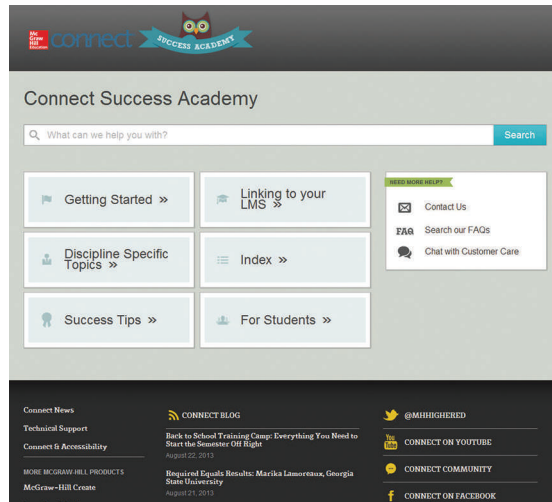 Mc
Graw
Hill
Education
connect
SUCCESS ACADEMY
Connect Success Academy
What can we help you with?
Search
Getting Started »
Linking to your
LMS »
Discipline Specific
Topics »
Index »
Success Tips »
For Students »
NEED MORE HELP?
Contact Us
FAQ
Search our FAQs
Chat with Customer Care
Connect News
Technical Support
Connect & Accessibility
MORE MCGRAW-HILL PRODUCTS
McGraw-Hill Create
CONNECT BLOG
Back to School Training Camp: Everything You Need to
Start the Semester Off Right
August 22, 2013
Required Equals Results: Marika Lamoreaux, Georgia
State University
August 21, 2013
@MHHIGHERED
You
Tube
CONNECT ON YOUTUBE
CONNECT COMMUNITY
f CONNECT ON FACEBOOK